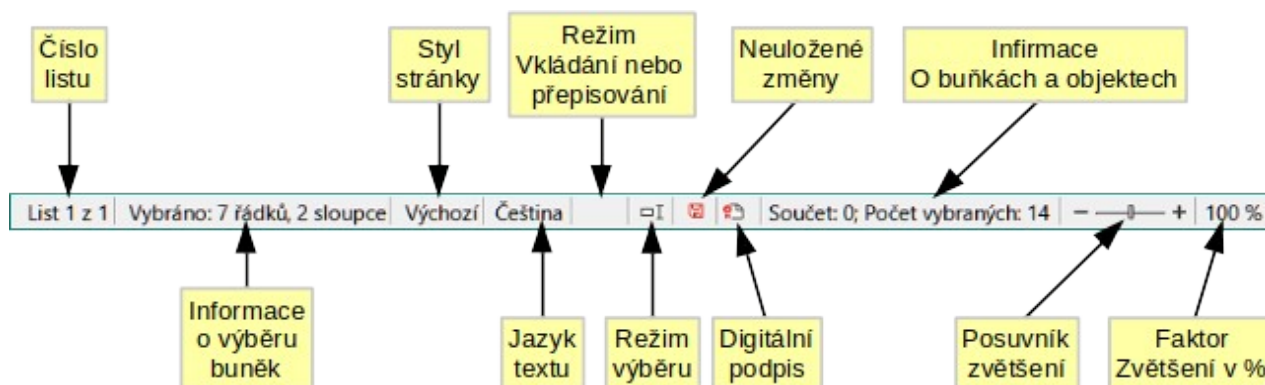 Číslo
listu
Styl
stránky
Režim
Vkládání nebo
přepisování
Neuložené
změny
Infirmace
O buňkách a objektech
List 1 z 1 Vybráno: 7 řádků, 2 sloupce Výchozí Čeština Součet: 0; Počet vybraných: 14 100 %
Informace
o výběru
buněk
Jazyk
textu
Režim
výběru
Digitální
podpis
Posuvník
zvětšení
Faktor
Zvětšení v %